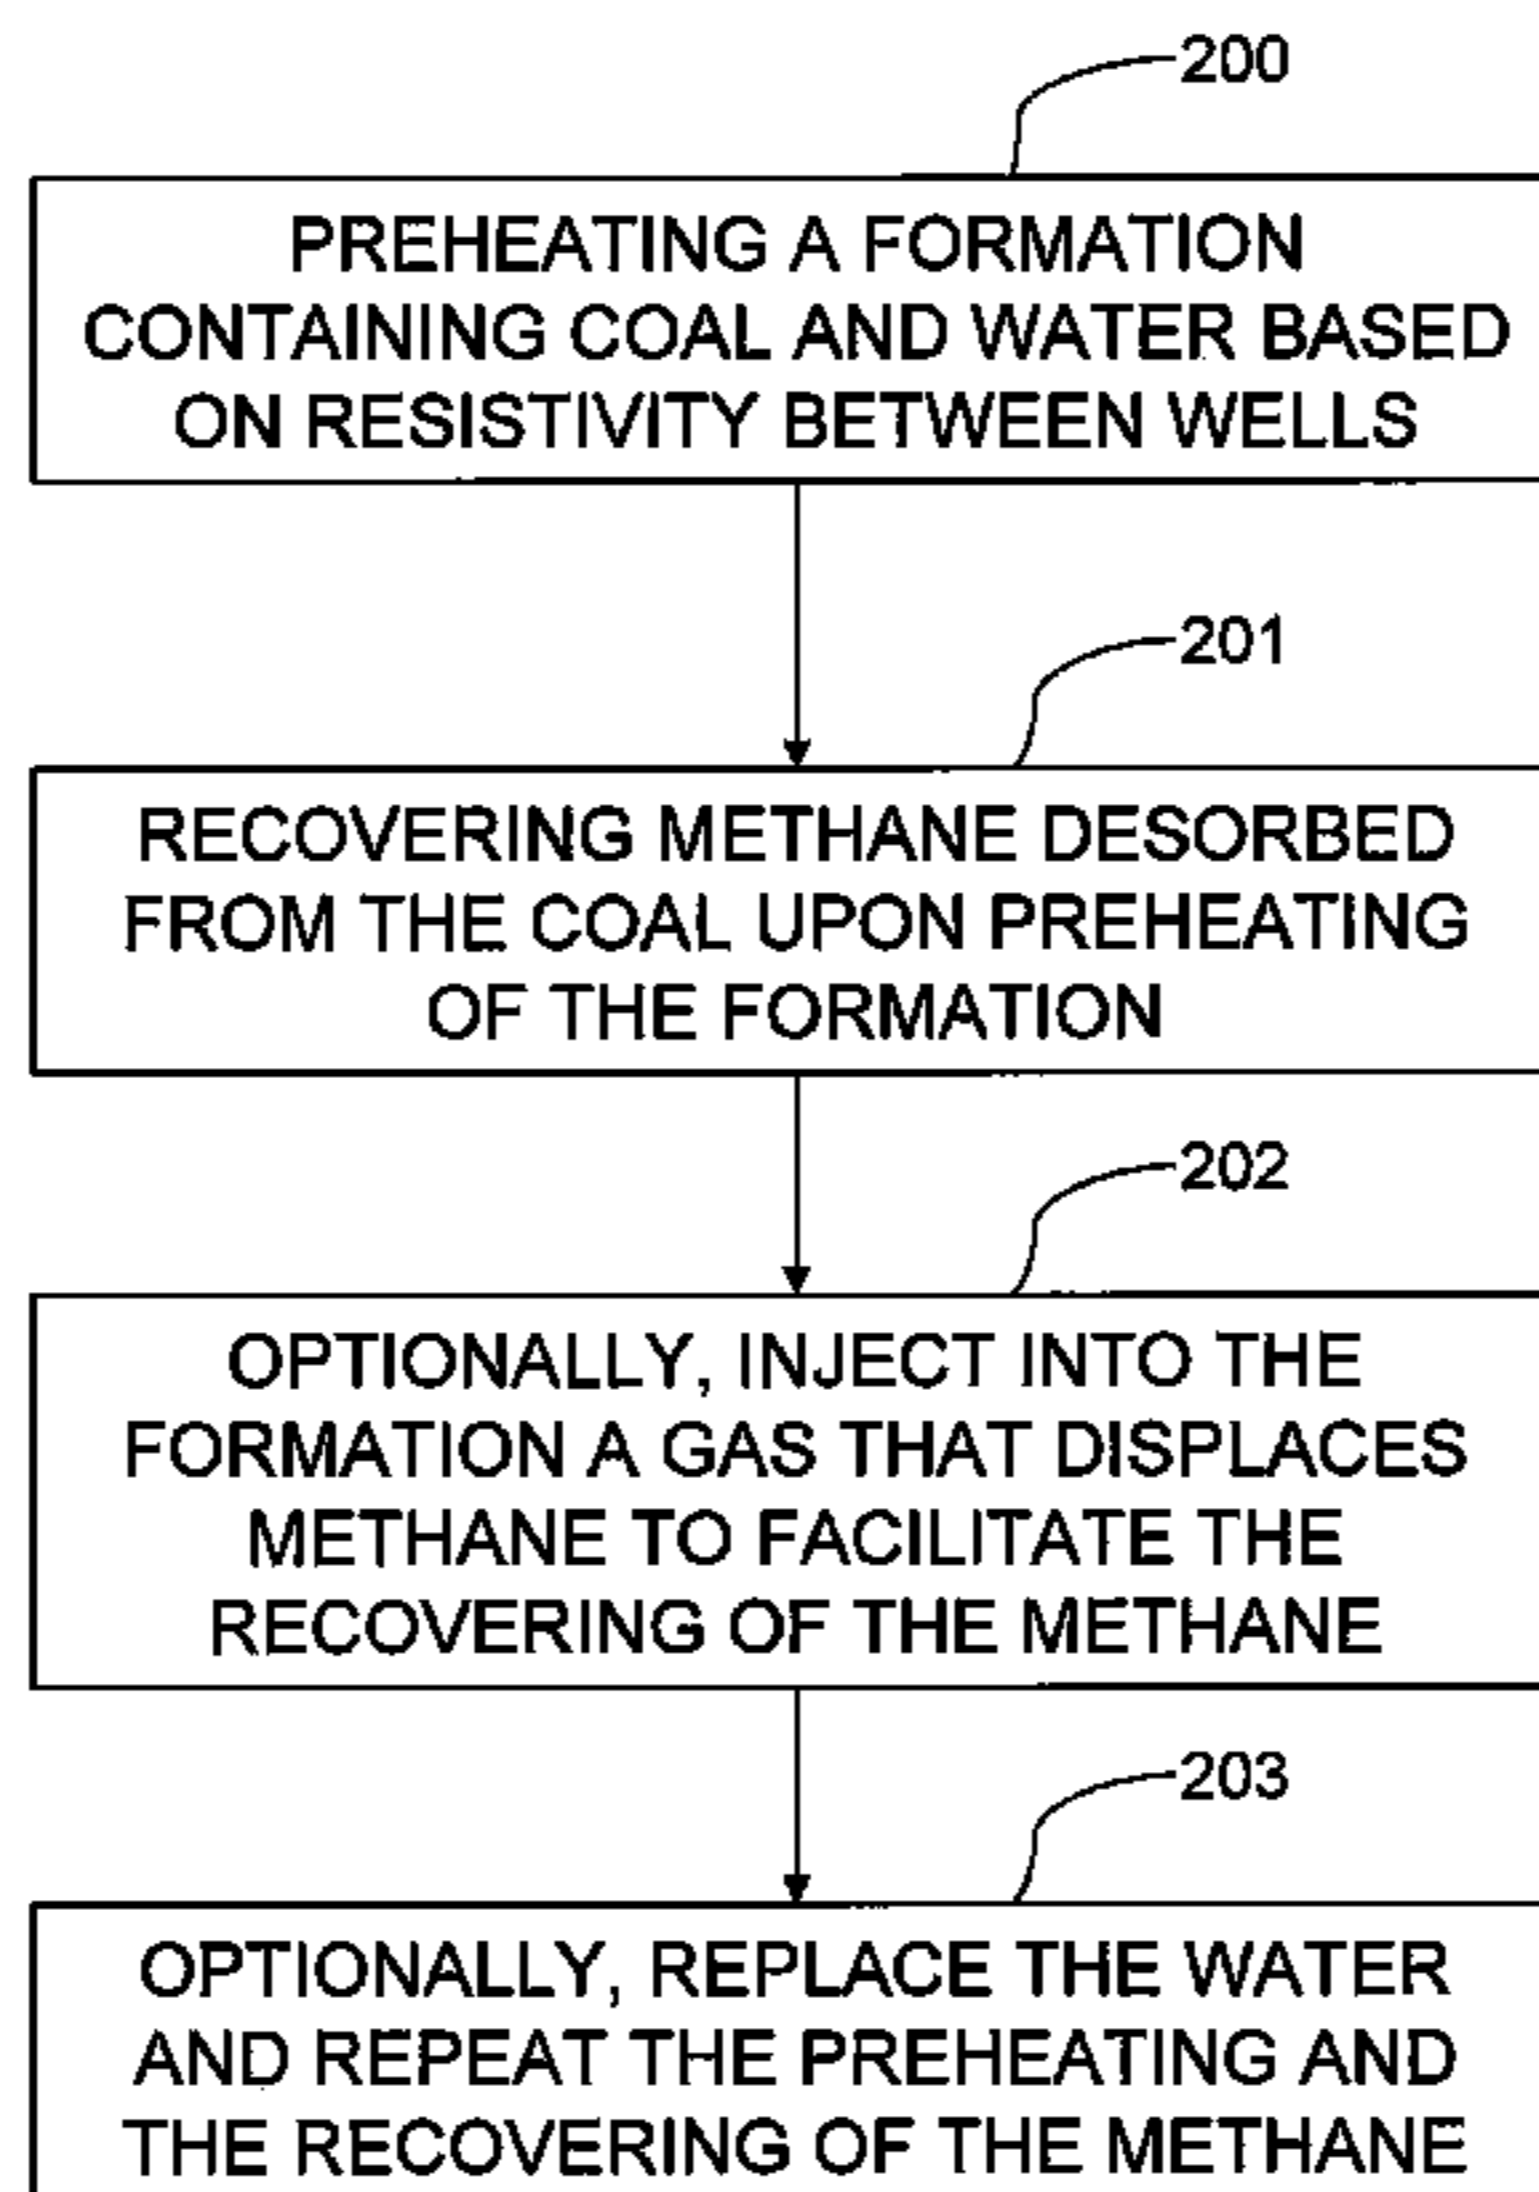 200
PREHEATING A FORMATION
CONTAINING COAL AND WATER BASED
ON RESISTIVITY BETWEEN WELLS
201
RECOVERING METHANE DESORBED
FROM THE COAL UPON PREHEATING
OF THE FORMATION
202
OPTIONALLY, INJECT INTO THE
FORMATION A GAS THAT DISPLACES
METHANE TO FACILITATE THE
RECOVERING OF THE METHANE
203
OPTIONALLY, REPLACE THE WATER
AND REPEAT THE PREHEATING AND
THE RECOVERING OF THE METHANE